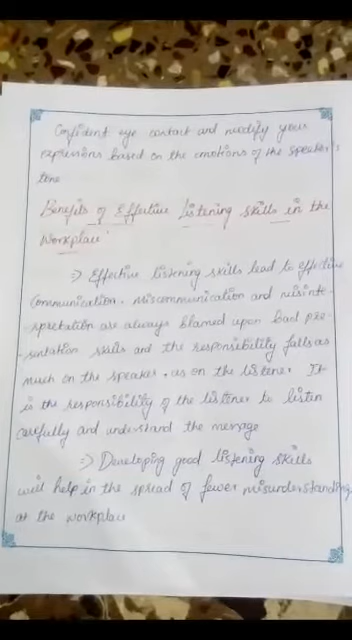 Confident eye contact and modify your
expressions based on the emotions of the speaker's
tone
Benefits of Effective Listening skills in the
Workplace
=> Effective listening skills lead to effective
Communication. miscommunication and misinte-
-rpretation are always blamed upon bad pre-
-sentation skills and the responsibility falls as
much on the speaker, as on the listener. It
is the responsibility of the listener to listen
carefully and understand the message
=> Developing good listening skills
will help in the spread of fewer misunderstanding
at the workplace